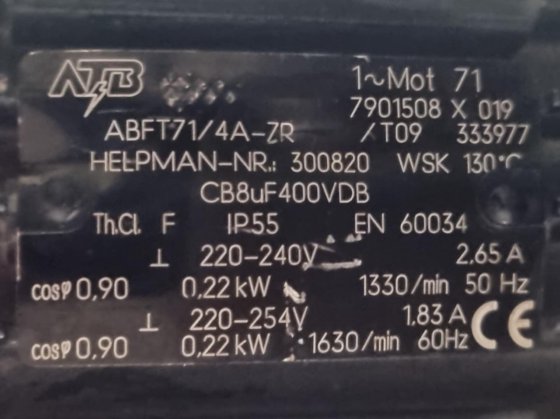 ATB 1~Mot 71
7901508 X 019
ABFT71/4A-ZR /T09 333977
HELPMAN-NR.: 300820 WSK 130°C
CB8uF400VDB
Th.Cl. F IP55 EN 60034
⊥ 220-240V 2,65 A
cosφ 0,90 0,22 kW 1330/min 50 Hz
⊥ 220-254V 1,83 A CE
cosφ 0,90 0,22 kW 1630/min 60Hz